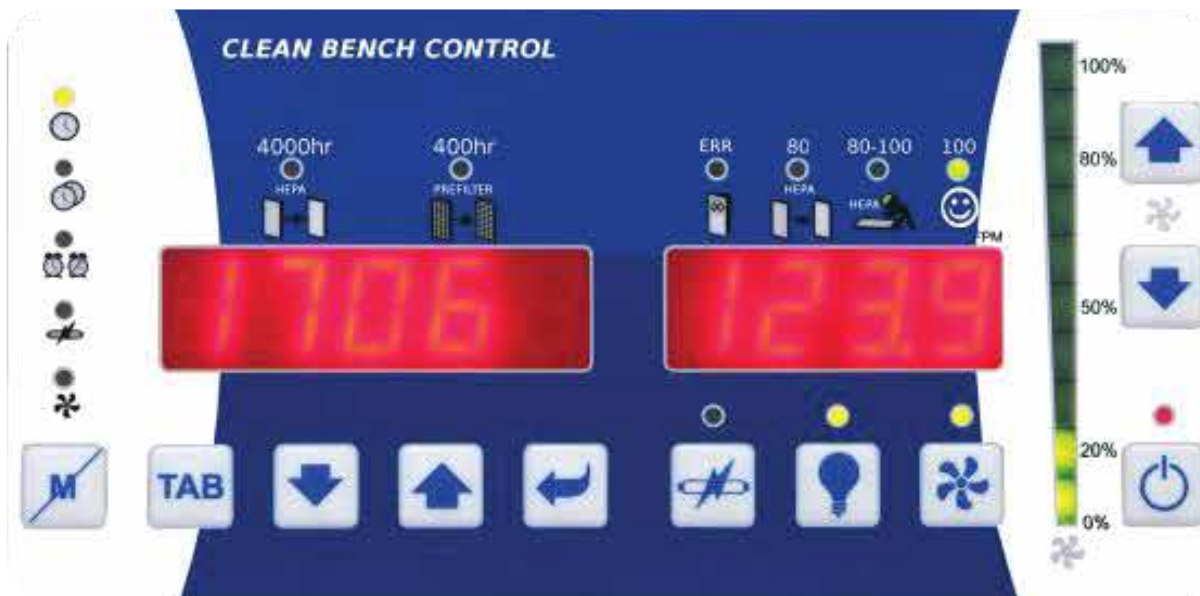 CLEAN BENCH CONTROL
4000hr
400hr
ERR
80
80-100
100
HEPA
PREFILTER
HEPA
HEPA
FPM
1706
123.9
100%
80%
50%
20%
0%
M
TAB